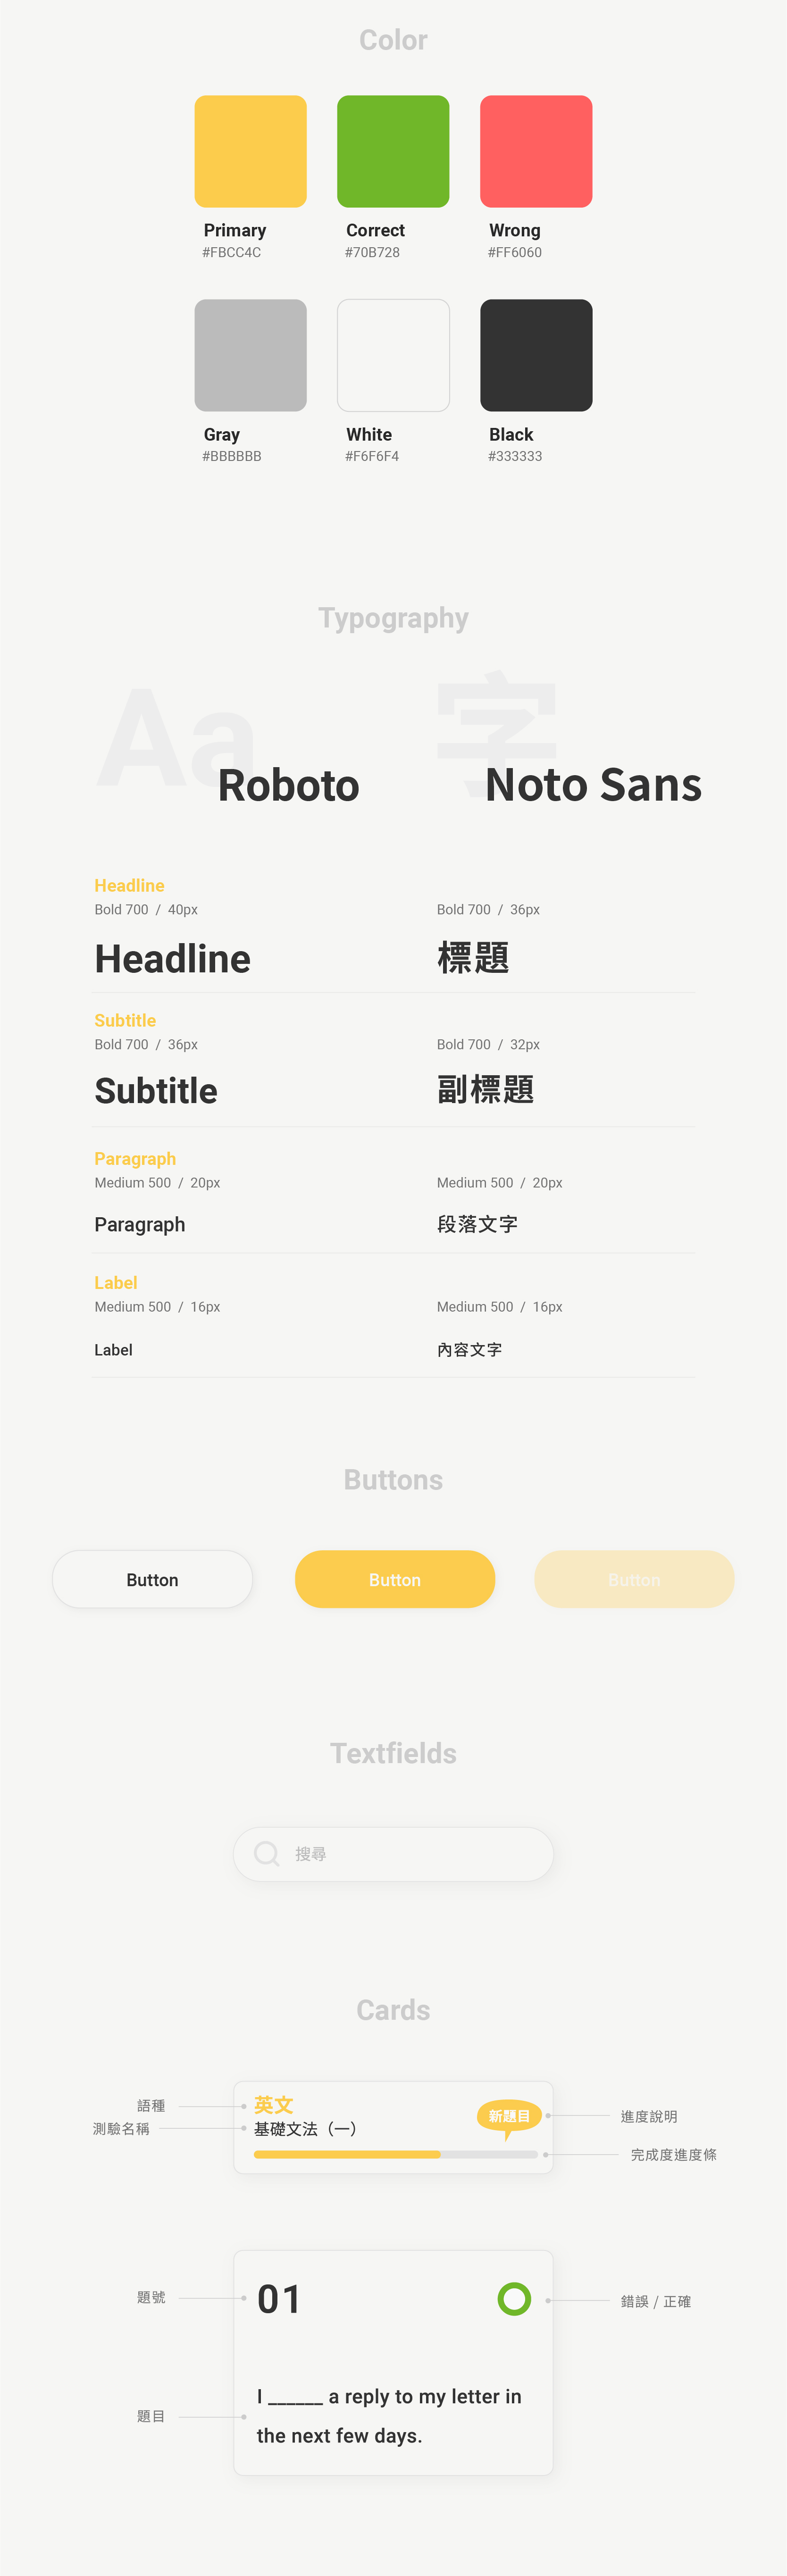 Color
Primary
#FBCC4C
Correct
#70B728
Wrong
#FF6060
Gray
#BBBBBB
White
#F6F6F4
Black
#333333
Typography
Aa
Roboto
字
Noto Sans
Headline
Bold 700 / 40px
Bold 700 / 36px
Headline
標題
Subtitle
Bold 700 / 36px
Bold 700 / 32px
Subtitle
副標題
Paragraph
Medium 500 / 20px
Medium 500 / 20px
Paragraph
段落文字
Label
Medium 500 / 16px
Medium 500 / 16px
Label
內容文字
Buttons
Button
Button
Button
Textfields
搜尋
Cards
語種
測驗名稱
英文
基礎文法（一）
新題目
進度說明
完成度進度條
題號
01
錯誤 / 正確
題目
I ______ a reply to my letter in
the next few days.